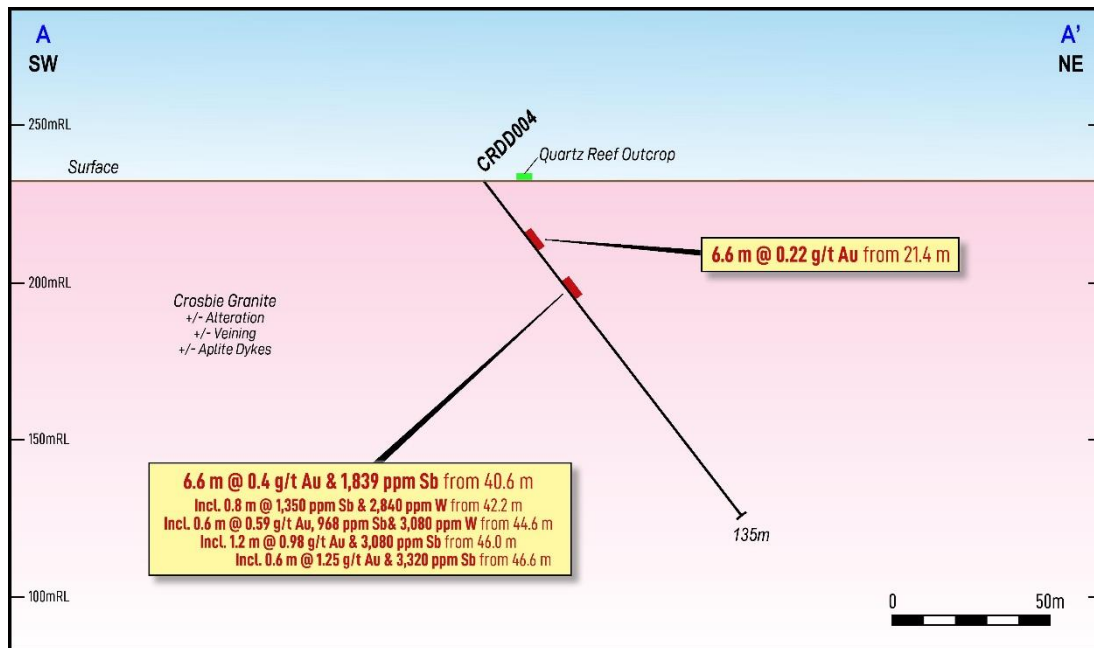 A
SW
A'
NE
250mRL
CRDD004
Quartz Reef Outcrop
Surface
6.6 m @ 0.22 g/t Au from 21.4 m
200mRL
Crosbie Granite
+/- Alteration
+/- Veining
+/- Aplite Dykes
150mRL
6.6 m @ 0.4 g/t Au & 1,839 ppm Sb from 40.6 m
Incl. 0.8 m @ 1,350 ppm Sb & 2,840 ppm W from 42.2 m
Incl. 0.6 m @ 0.59 g/t Au, 968 ppm Sb& 3,080 ppm W from 44.6 m
Incl. 1.2 m @ 0.98 g/t Au & 3,080 ppm Sb from 46.0 m
Incl. 0.6 m @ 1.25 g/t Au & 3,320 ppm Sb from 46.6 m
135m
100mRL
0 50m